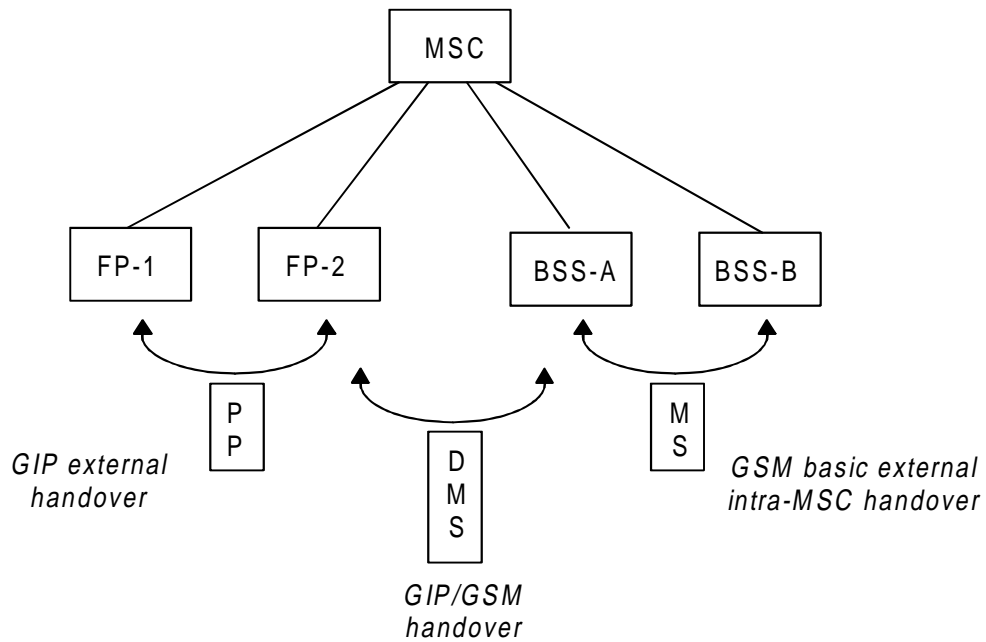 MSC
FP-1
FP-2
BSS-A
BSS-B
P
P
M
S
D
M
S
GIP external
handover
GSM basic external
intra-MSC handover
GIP/GSM
handover